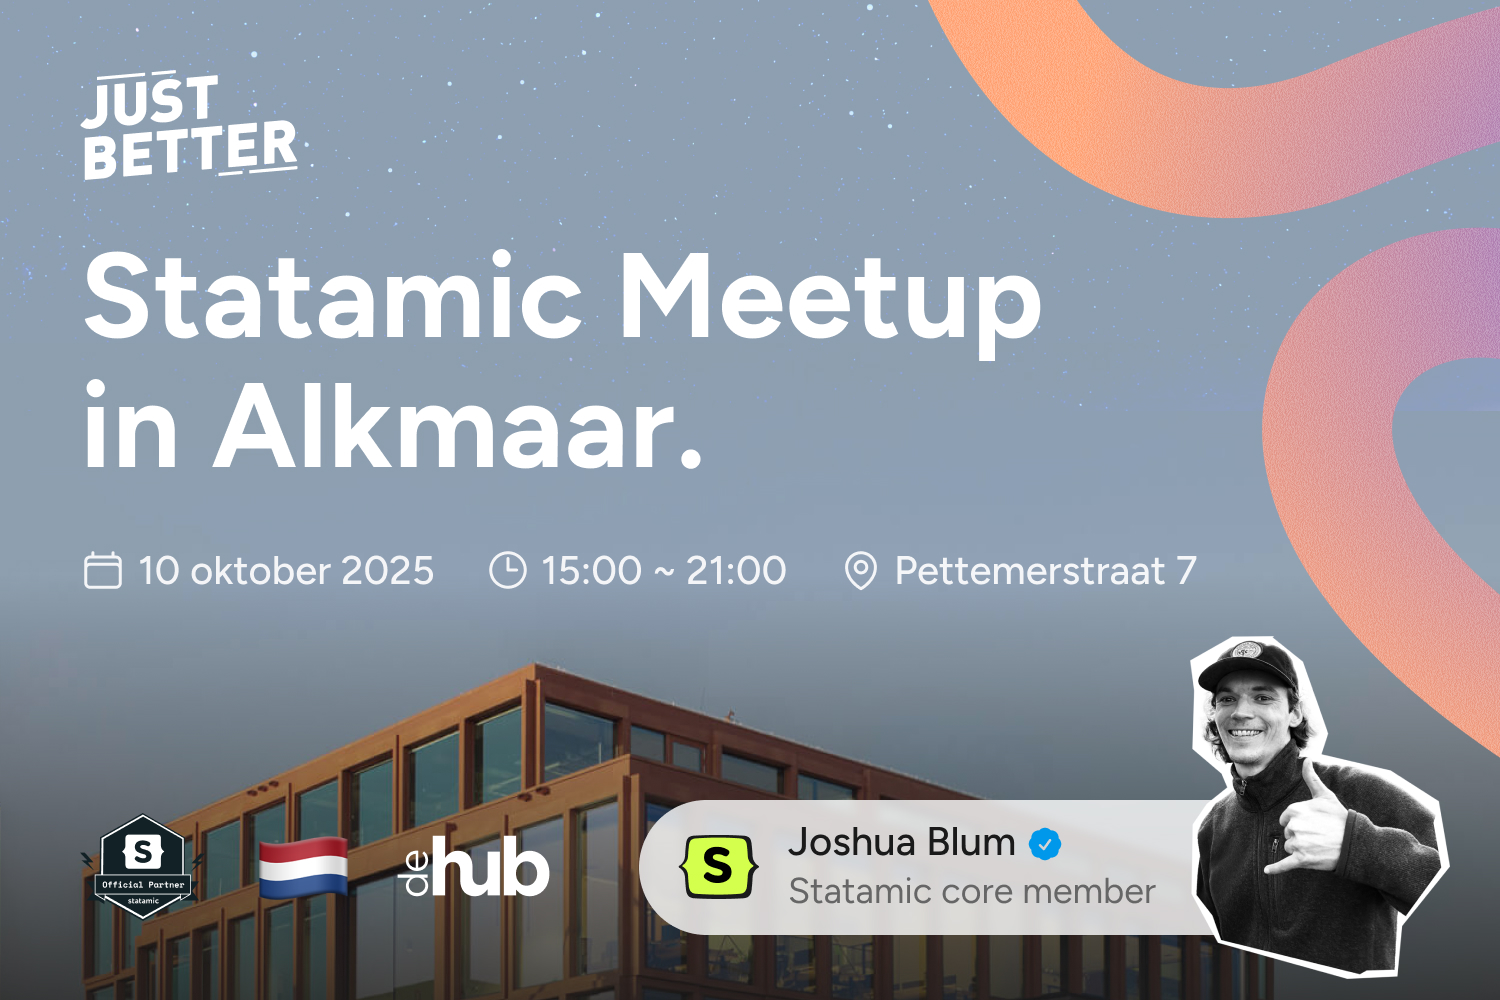 JUST
BETTER
Statamic Meetup
in Alkmaar.
10 oktober 2025
15:00 ~ 21:00
Pettemerstraat 7
S
Official Partner
statamic
de hub
S
Joshua Blum
Statamic core member